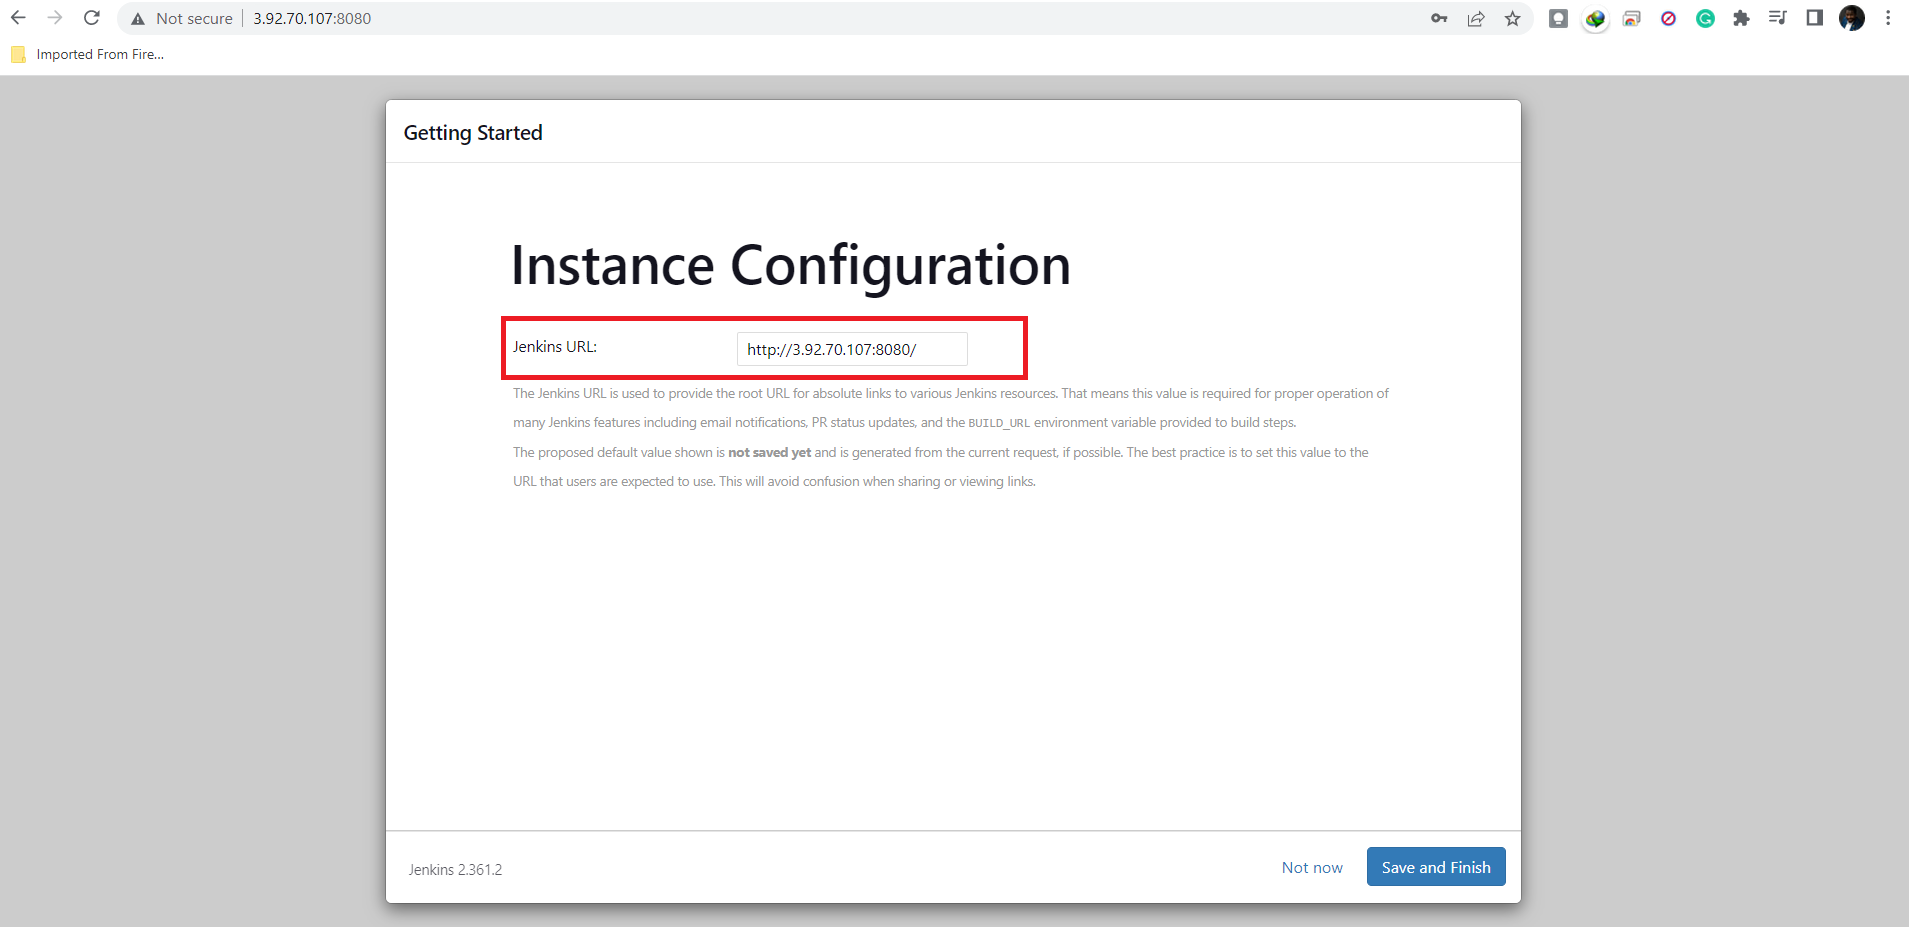 Not secure | 3.92.70.107:8080
Imported From Fire...
Getting Started
Instance Configuration
Jenkins URL:
http://3.92.70.107:8080/
The Jenkins URL is used to provide the root URL for absolute links to various Jenkins resources. That means this value is required for proper operation of
many Jenkins features including email notifications, PR status updates, and the BUILD_URL environment variable provided to build steps.
The proposed default value shown is not saved yet and is generated from the current request, if possible. The best practice is to set this value to the
URL that users are expected to use. This will avoid confusion when sharing or viewing links.
Jenkins 2.361.2
Not now
Save and Finish